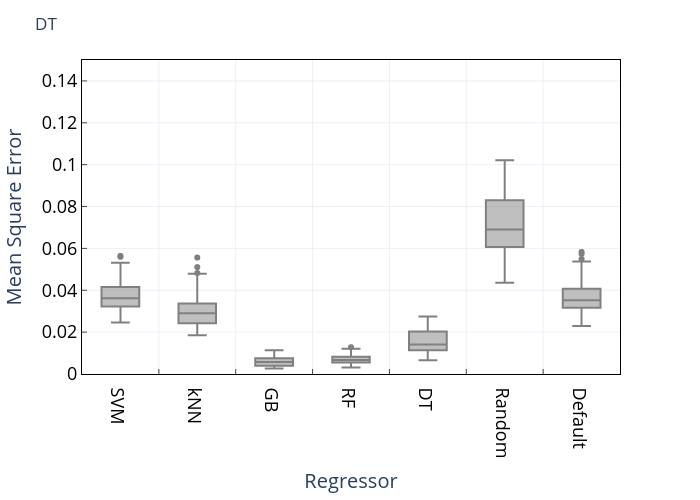 DT
Mean Square Error
0.14
0.12
0.1
0.08
0.06
0.04
0.02
0
SVM
kNN
GB
RF
DT
Random
Default
Regressor